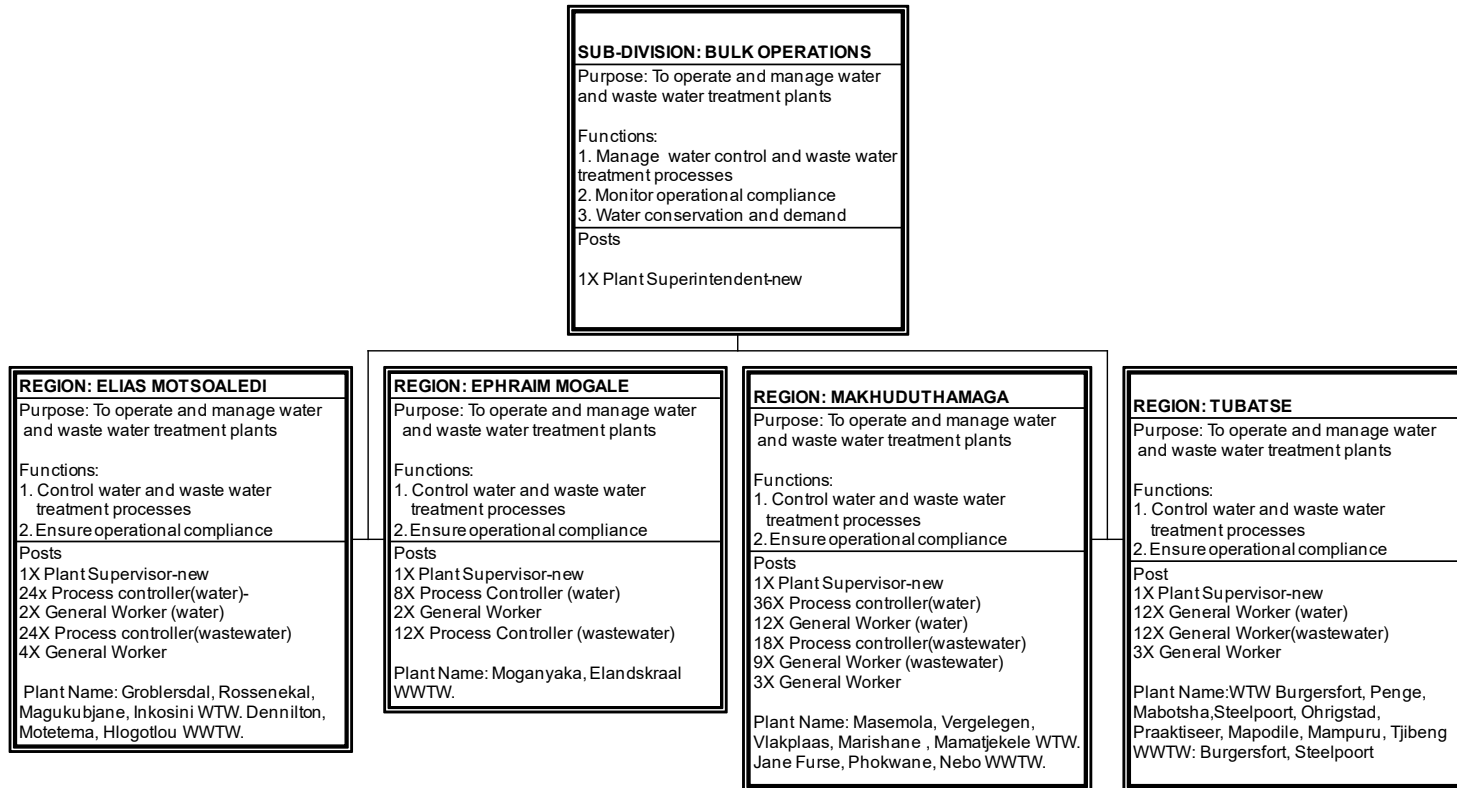 SUB-DIVISION: BULK OPERATIONS
Purpose: To operate and manage water
and waste water treatment plants
Functions:
1. Manage water control and waste water
treatment processes
2. Monitor operational compliance
3. Water conservation and demand
Posts
1X Plant Superintendent-new
REGION: ELIAS MOTSOALEDI
Purpose: To operate and manage water
and waste water treatment plants
Functions:
1. Control water and waste water
treatment processes
2. Ensure operational compliance
Posts
1X Plant Supervisor-new
24x Process controller(water)-
2X General Worker (water)
24X Process controller(wastewater)
4X General Worker
Plant Name: Groblersdal, Rossenekal,
Magukubjane, Inkosini WTW. Dennilton,
Motetema, Hlogotlou WWTW.
REGION: EPHRAIM MOGALE
Purpose: To operate and manage water
and waste water treatment plants
Functions:
1. Control water and waste water
treatment processes
2. Ensure operational compliance
Posts
1X Plant Supervisor-new
8X Process Controller (water)
2X General Worker
12X Process Controller (wastewater)
Plant Name: Moganyaka, Elandskraal
WWTW.
REGION: MAKHUDUTHAMAGA
Purpose: To operate and manage water
and waste water treatment plants
Functions:
1. Control water and waste water
treatment processes
2. Ensure operational compliance
Posts
1X Plant Supervisor-new
36X Process controller(water)
12X General Worker (water)
18X Process controller(wastewater)
9X General Worker (wastewater)
3X General Worker
Plant Name: Masemola, Vergelegen,
Vlakplaas, Marishane , Mamatjekele WTW.
Jane Furse, Phokwane, Nebo WWTW.
REGION: TUBATSE
Purpose: To operate and manage water
and waste water treatment plants
Functions:
1. Control water and waste water
treatment processes
2. Ensure operational compliance
Post
1X Plant Supervisor-new
12X General Worker (water)
12X General Worker(wastewater)
3X General Worker
Plant Name:WTW Burgersfort, Penge,
Mabotsha,Steelpoort, Ohrigstad,
Praaktiseer, Mapodile, Mampuru, Tjibeng
WWTW: Burgersfort, Steelpoort